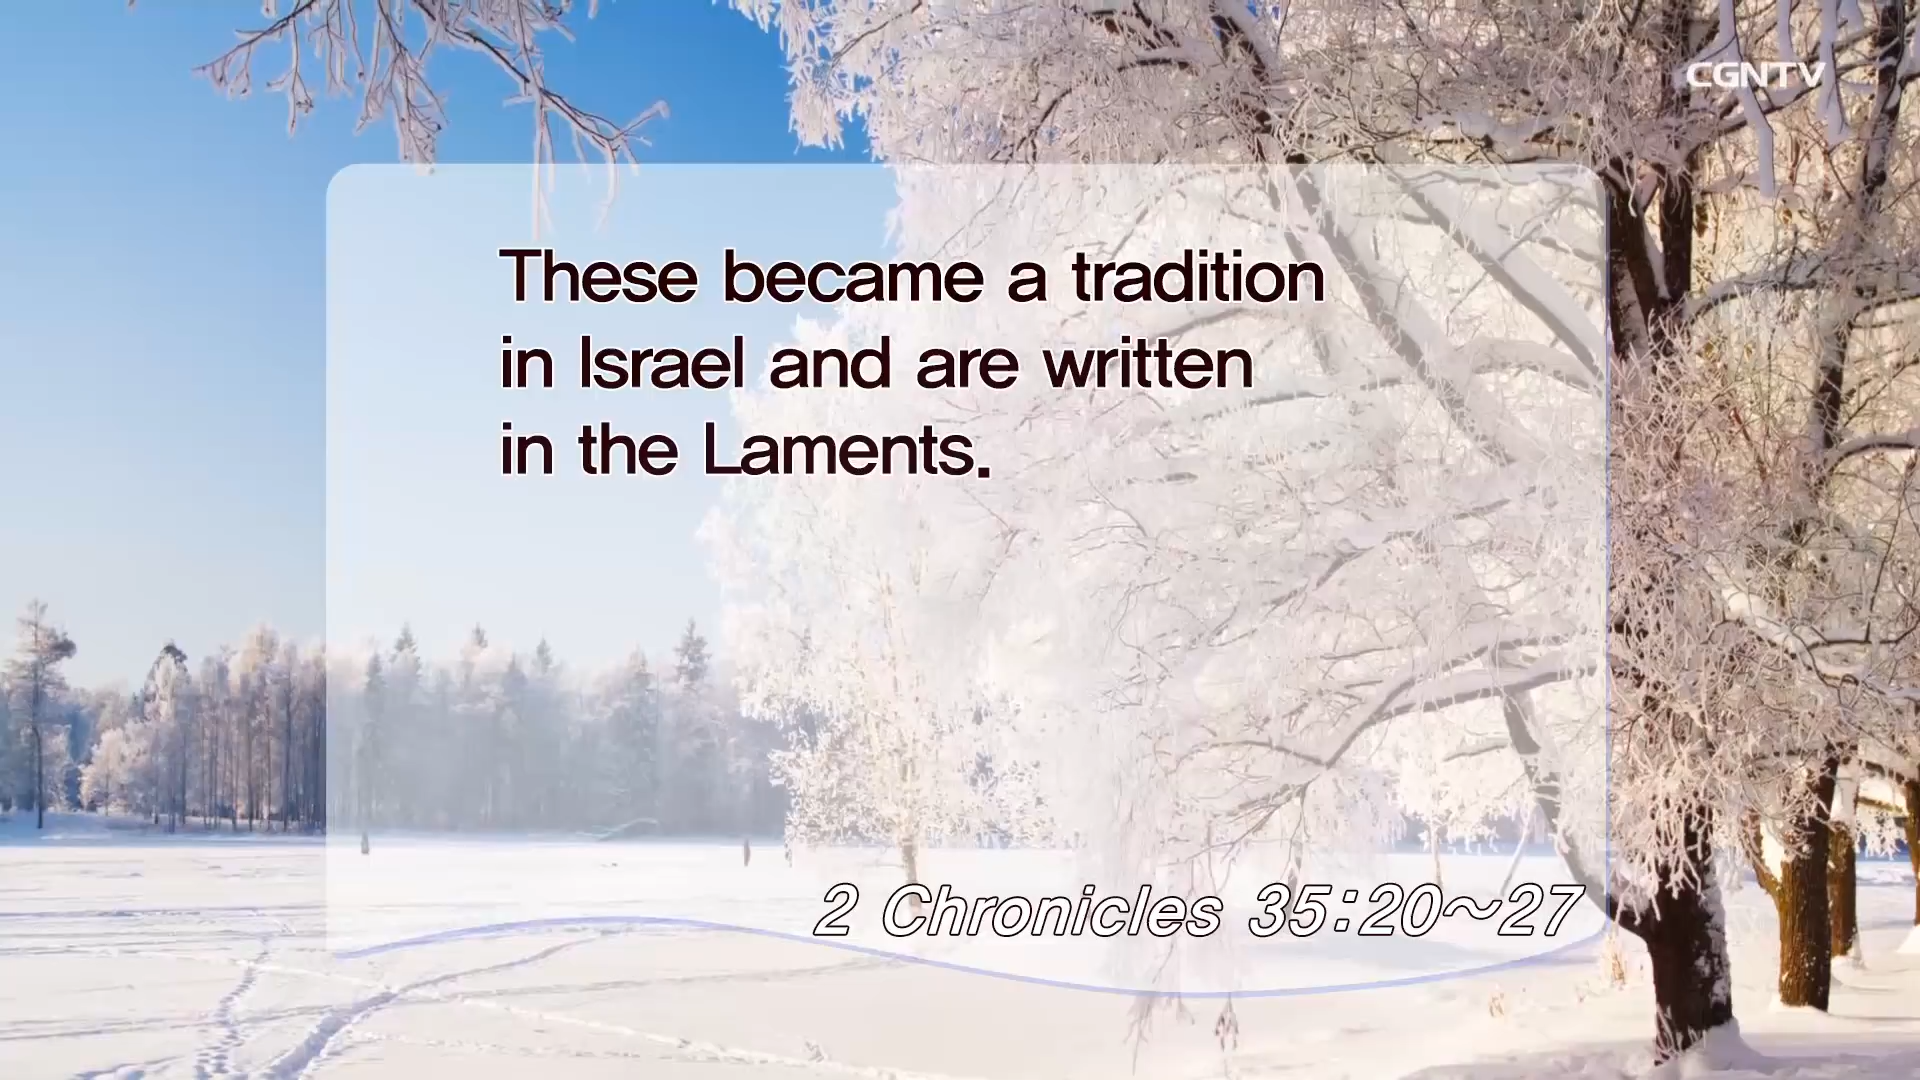 CGNTV
These became a tradition
in Israel and are written
in the Laments.
2 Chronicles 35:20~27